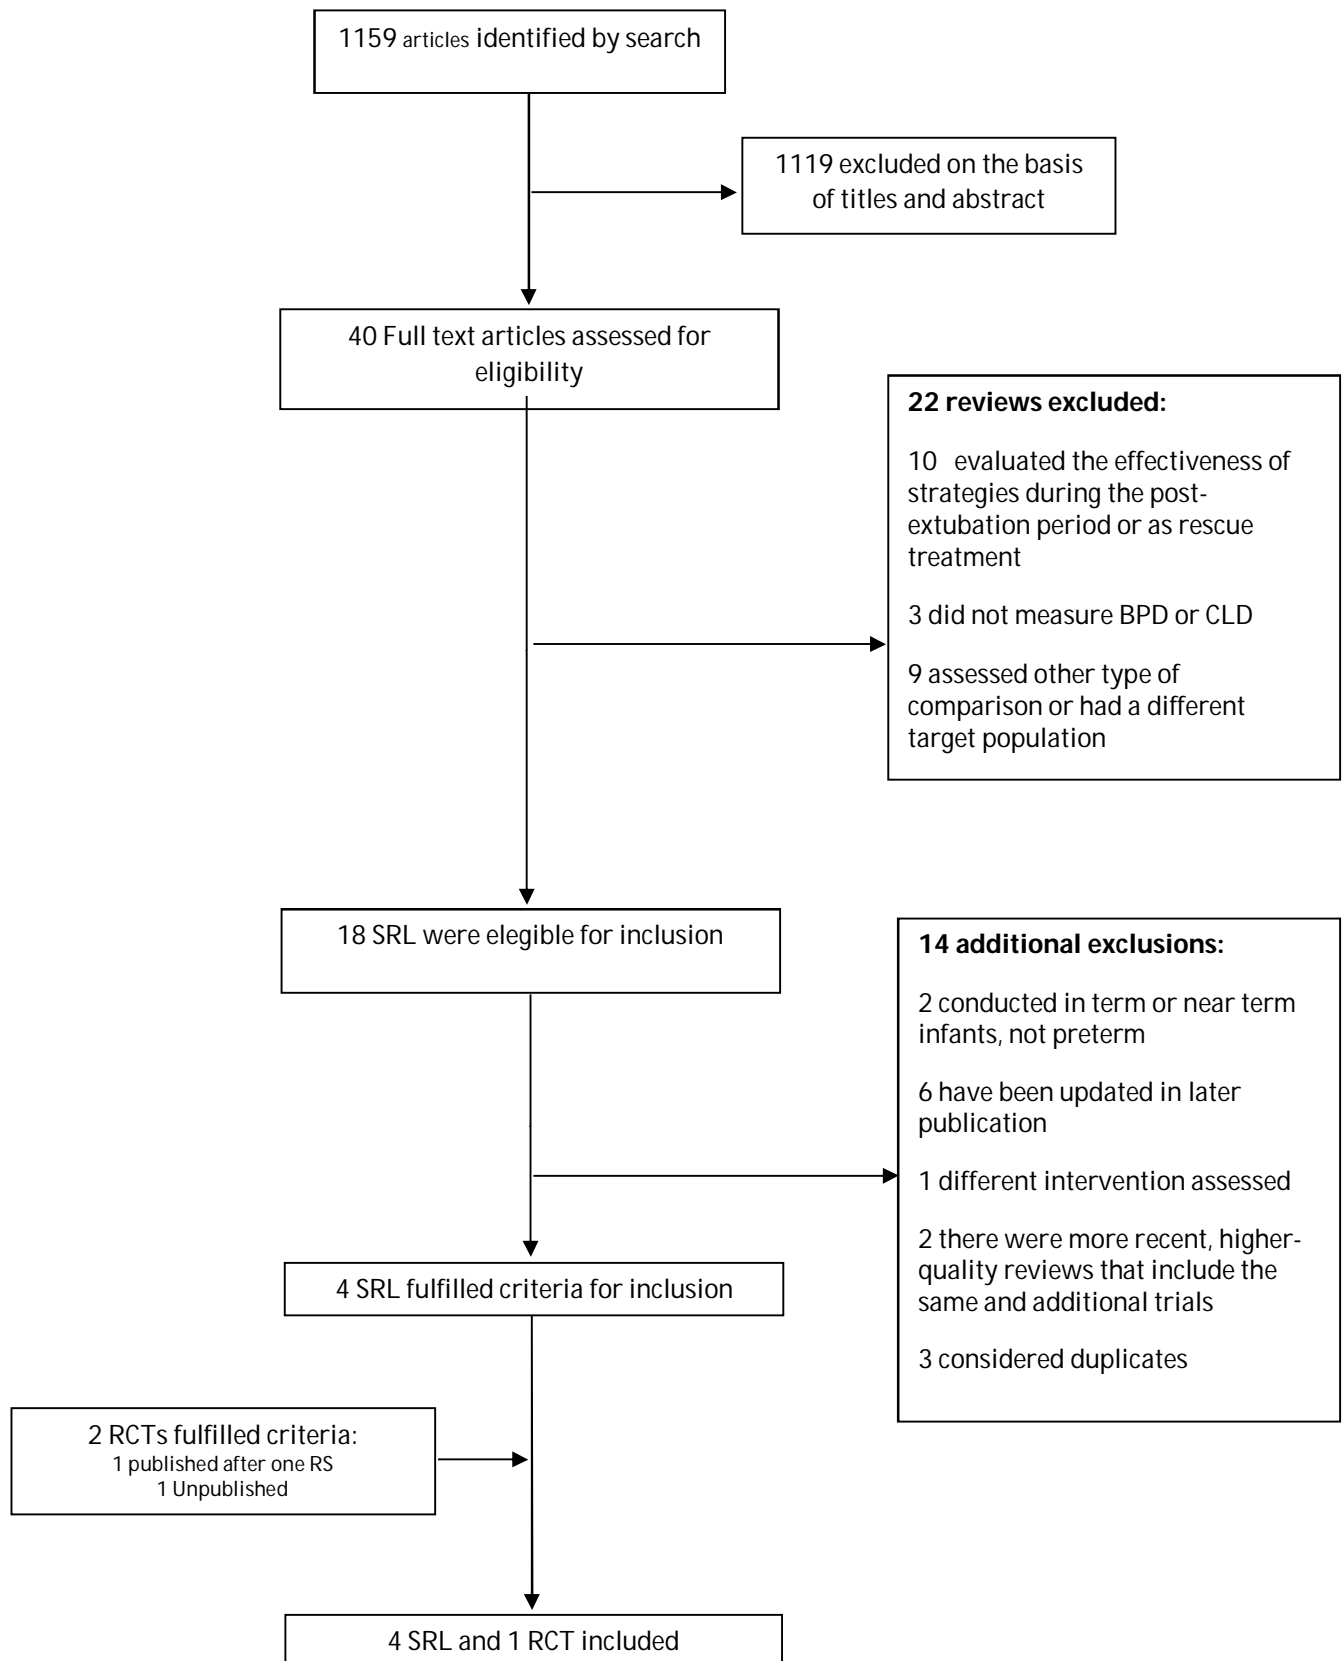 1159 articles identified by search
1119 excluded on the basis
of titles and abstract
40 Full text articles assessed for
eligibility
22 reviews excluded:
10 evaluated the effectiveness of
strategies during the post-
extubation period or as rescue
treatment
3 did not measure BPD or CLD
9 assessed other type of
comparison or had a different
target population
18 SRL were elegible for inclusion
14 additional exclusions:
2 conducted in term or near term
infants, not preterm
6 have been updated in later
publication
1 different intervention assessed
2 there were more recent, higher-
quality reviews that include the
same and additional trials
3 considered duplicates
4 SRL fulfilled criteria for inclusion
2 RCTs fulfilled criteria:
1 published after one RS
1 Unpublished
4 SRL and 1 RCT included